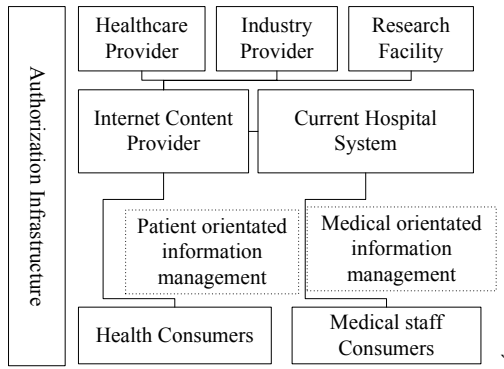 Authorization Infrastructure
Healthcare
Provider
Industry
Provider
Research
Facility
Internet Content
Provider
Current Hospital
System
Patient orientated
information
management
Medical orientated
information
management
Health Consumers
Medical staff
Consumers